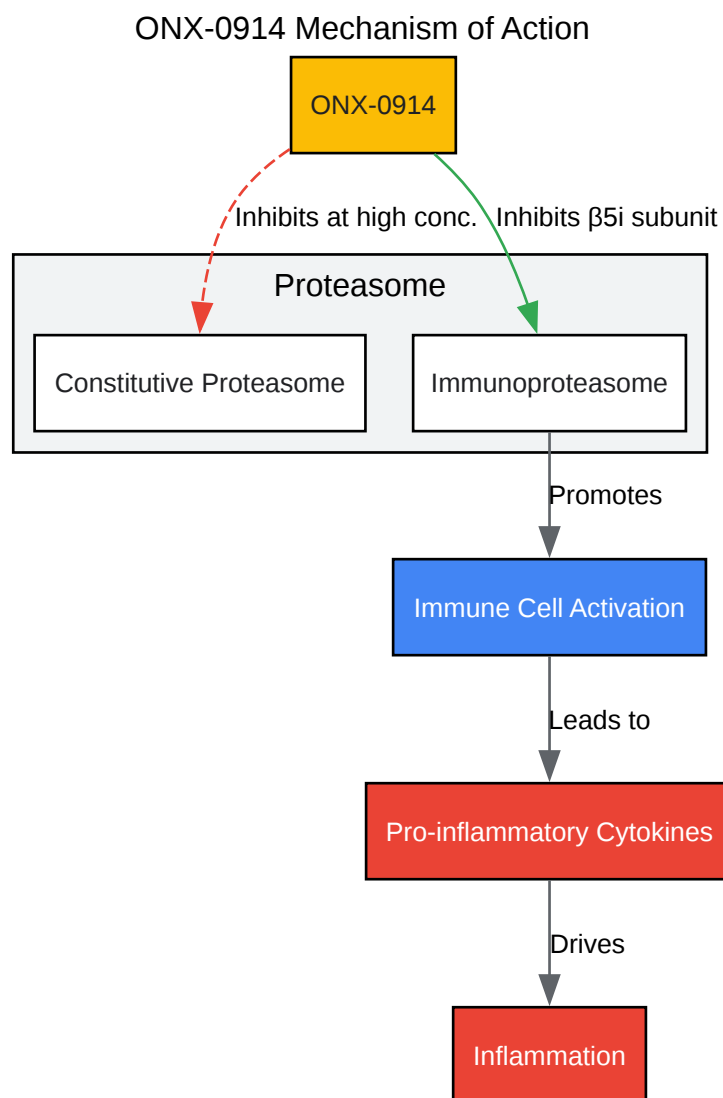 ONX-0914 Mechanism of Action
ONX-0914
Inhibits at high conc.
Inhibits β5i subunit
Proteasome
Constitutive Proteasome
Immunoproteasome
Promotes
Immune Cell Activation
Leads to
Pro-inflammatory Cytokines
Drives
Inflammation